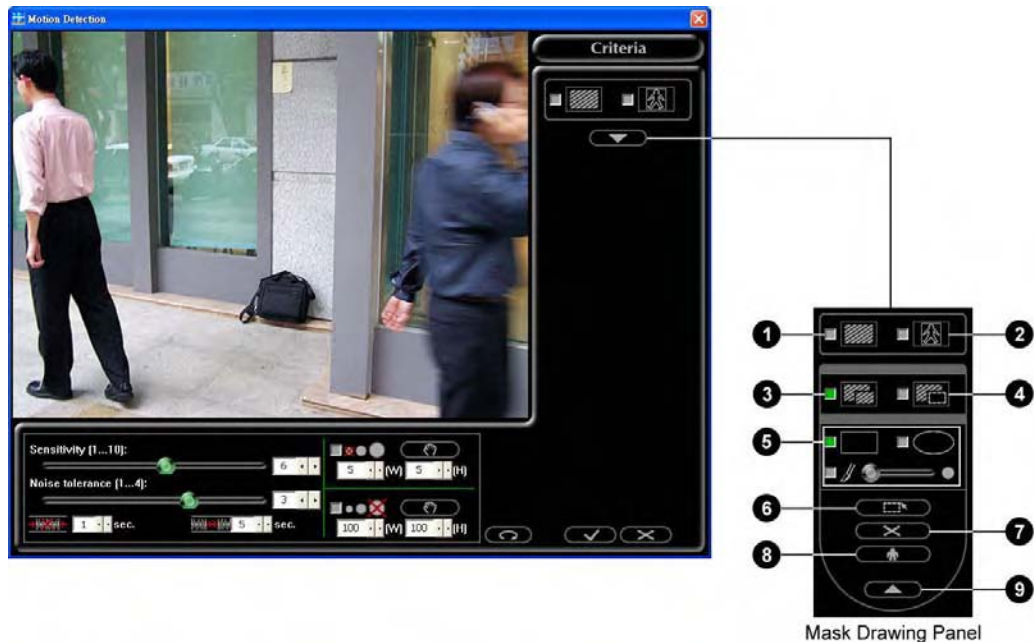 Motion Detection
Criteria
Sensitivity (1...10):
6
Noise tolerance (1...4):
3
1 sec.
5 sec.
5 (W) 5 (H)
100 (W) 100 (H)
1
2
3
4
5
6
7
8
9
Mask Drawing Panel